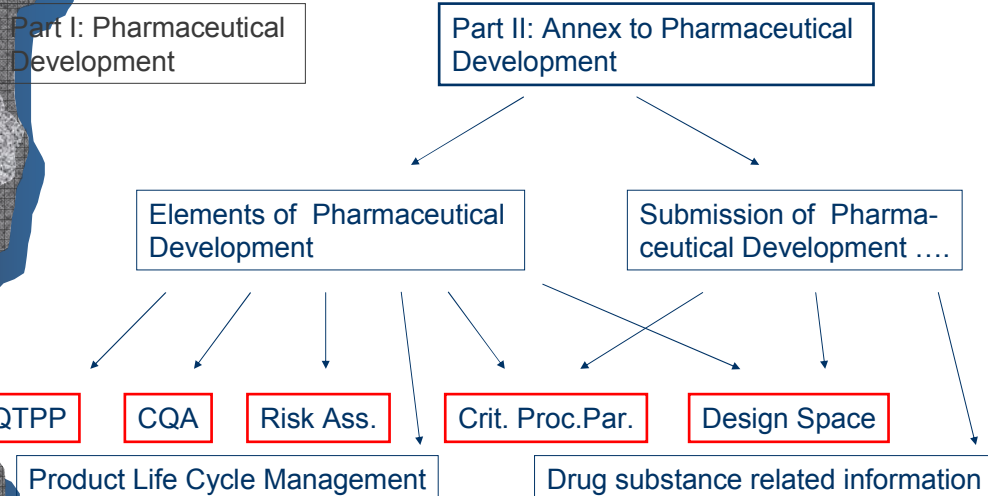 Part I: Pharmaceutical
Development
Part II: Annex to Pharmaceutical
Development
Elements of Pharmaceutical
Development
Submission of Pharma-
ceutical Development ....
QTPP
CQA
Risk Ass.
Crit. Proc.Par.
Design Space
Product Life Cycle Management
Drug substance related information